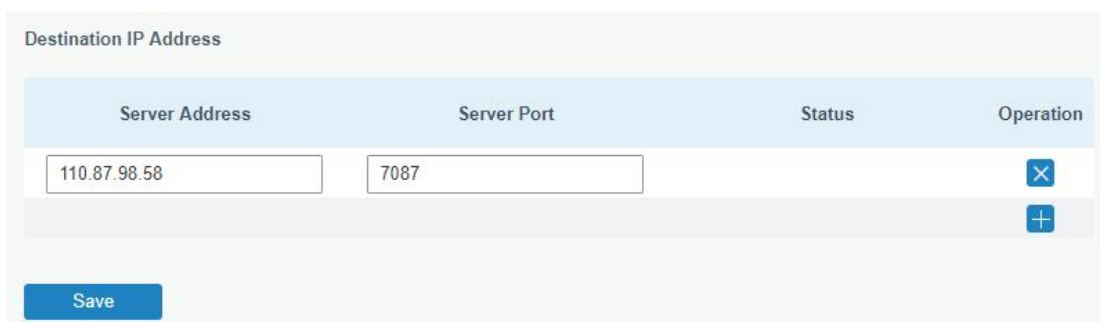 Destination IP Address
Server Address Server Port Status Operation
110.87.98.58 7087
Save